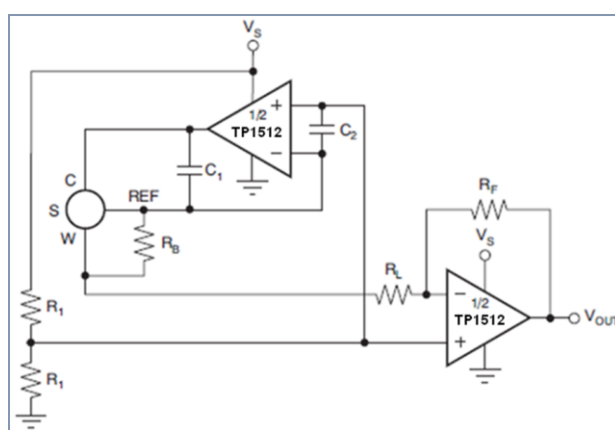 VS
1/2
TP1512
+
−
C2
C1
C
REF
S
W
RB
RF
VS
RL
R1
−
1/2
TP1512
+
VOUT
R1